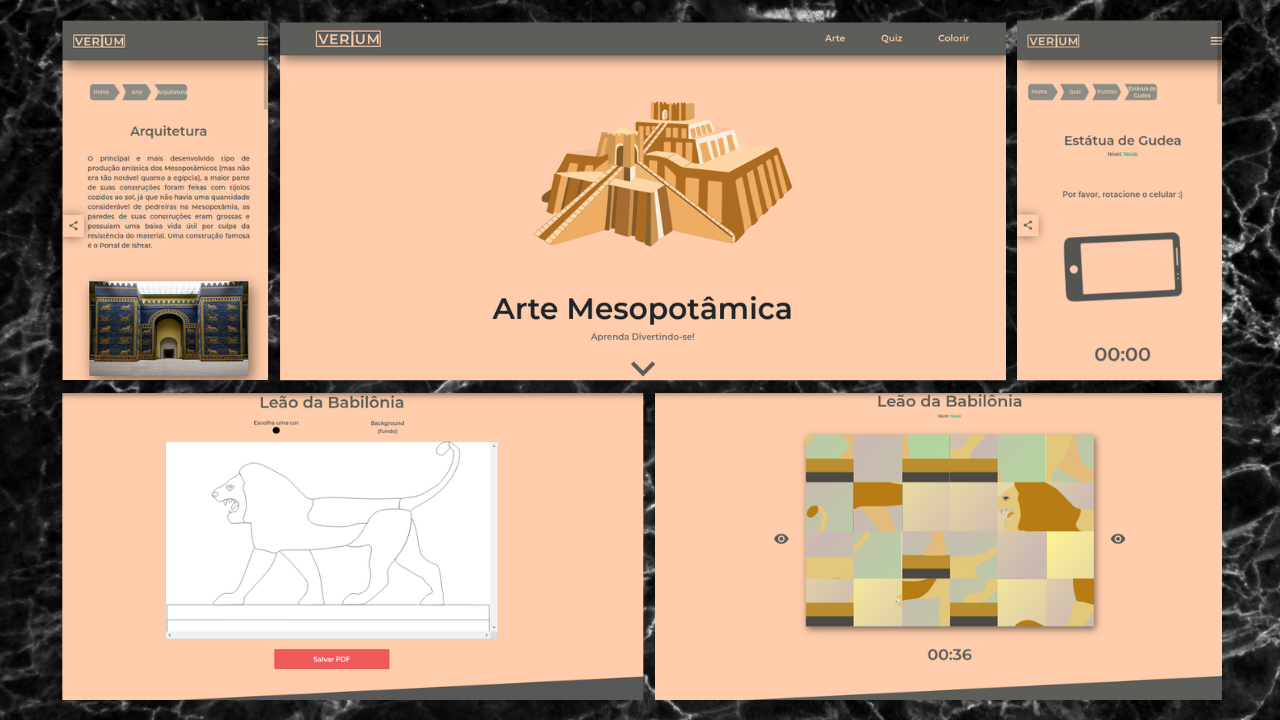 VERIUM
Home Arte Arquitetura
Arquitetura
O principal e mais desenvolvido tipo de
produção artística dos Mesopotâmicos (mas não
era tão notável quanto a egípcia), a maior parte
de suas construções foram feitas com tijolos
cozidos ao sol, já que não havia uma quantidade
considerável de pedreiras na Mesopotâmia, as
paredes de suas construções eram grossas e
possuíam uma baixa vida útil por culpa da
resistência do material. Uma construção famosa
é o Portal de Ishtar.
VERIUM
Arte Quiz Colorir
Arte Mesopotâmica
Aprenda Divertindo-se!
VERIUM
Home Quiz Puzzles Estátua de
Gudea
Estátua de Gudea
Nível: Noob
Por favor, rotacione o celular :)
00:00
Leão da Babilônia
Escolha uma cor
Background
(fundo)
Salvar PDF
Leão da Babilônia
Nível: Noob
00:36